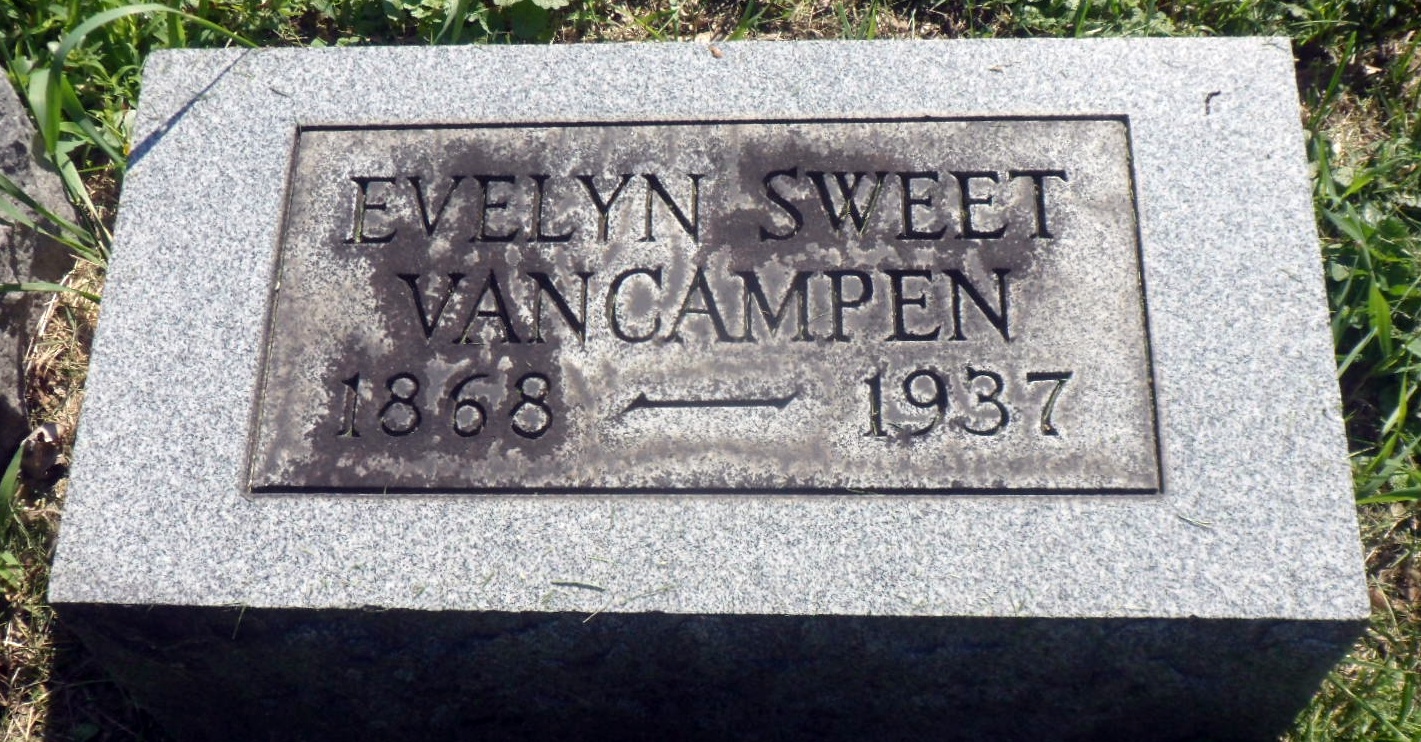 EVELYN SWEET
VANCAMPEN
1868 — 1937